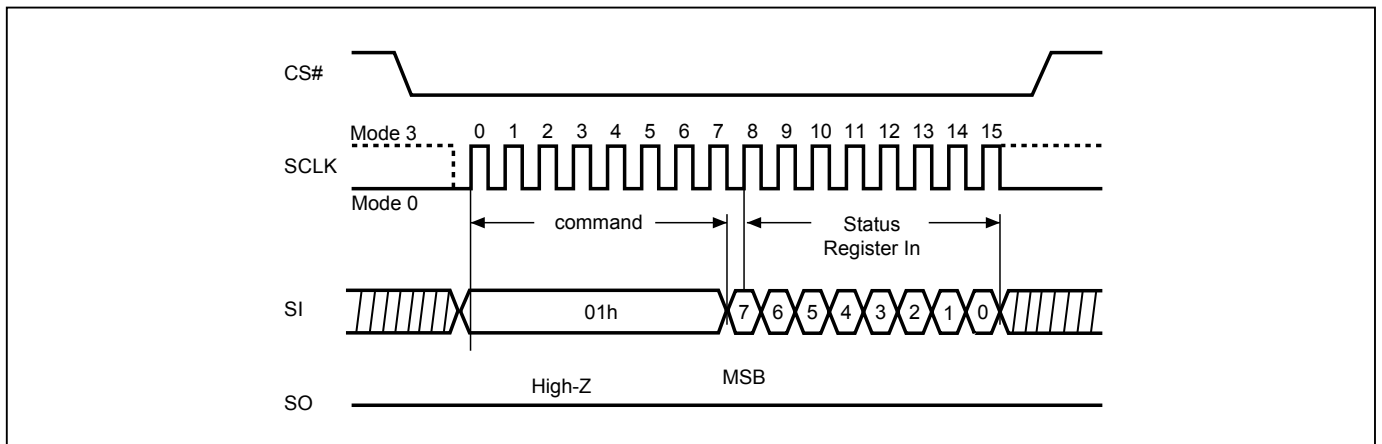 CS#
Mode 3
0 1 2 3 4 5 6 7 8 9 10 11 12 13 14 15
SCLK
Mode 0
command
Status
Register In
SI
01h
7 6 5 4 3 2 1 0
MSB
High-Z
SO